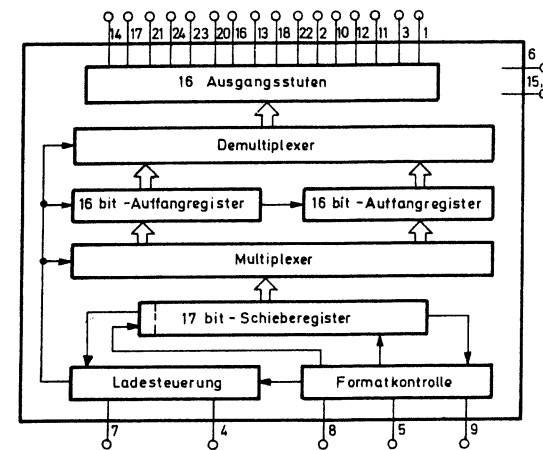 14 17 21 24 23 20 16 13 18 22 2 10 12 11 3 1
6
15,
16 Ausgangsstuten
Demultiplexer
16 bit -Auffangregister 16 bit -Auffangregister
Multiplexer
17 bit - Schieberegister
Ladesteuerung Formatkontrolle
7 4 8 5 9